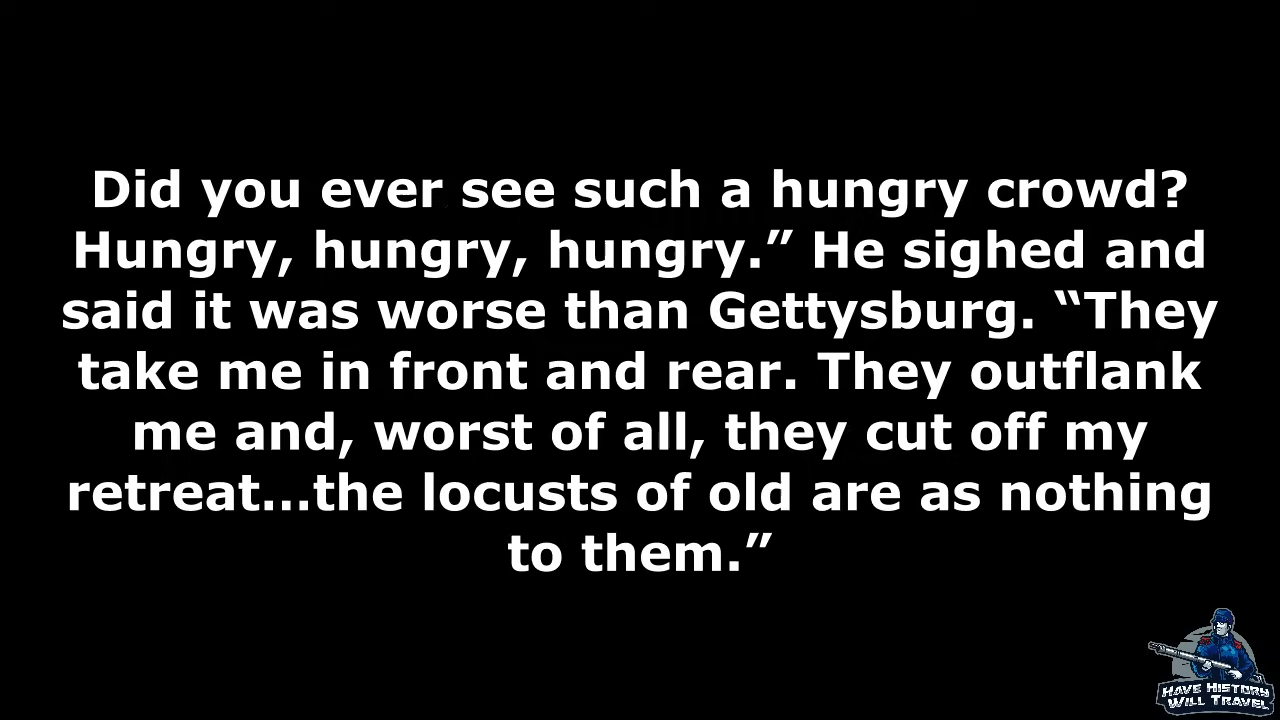 Did you ever see such a hungry crowd?
Hungry, hungry, hungry.” He sighed and
said it was worse than Gettysburg. “They
take me in front and rear. They outflank
me and, worst of all, they cut off my
retreat...the locusts of old are as nothing
to them.”
HAVE HISTORY
WILL TRAVEL